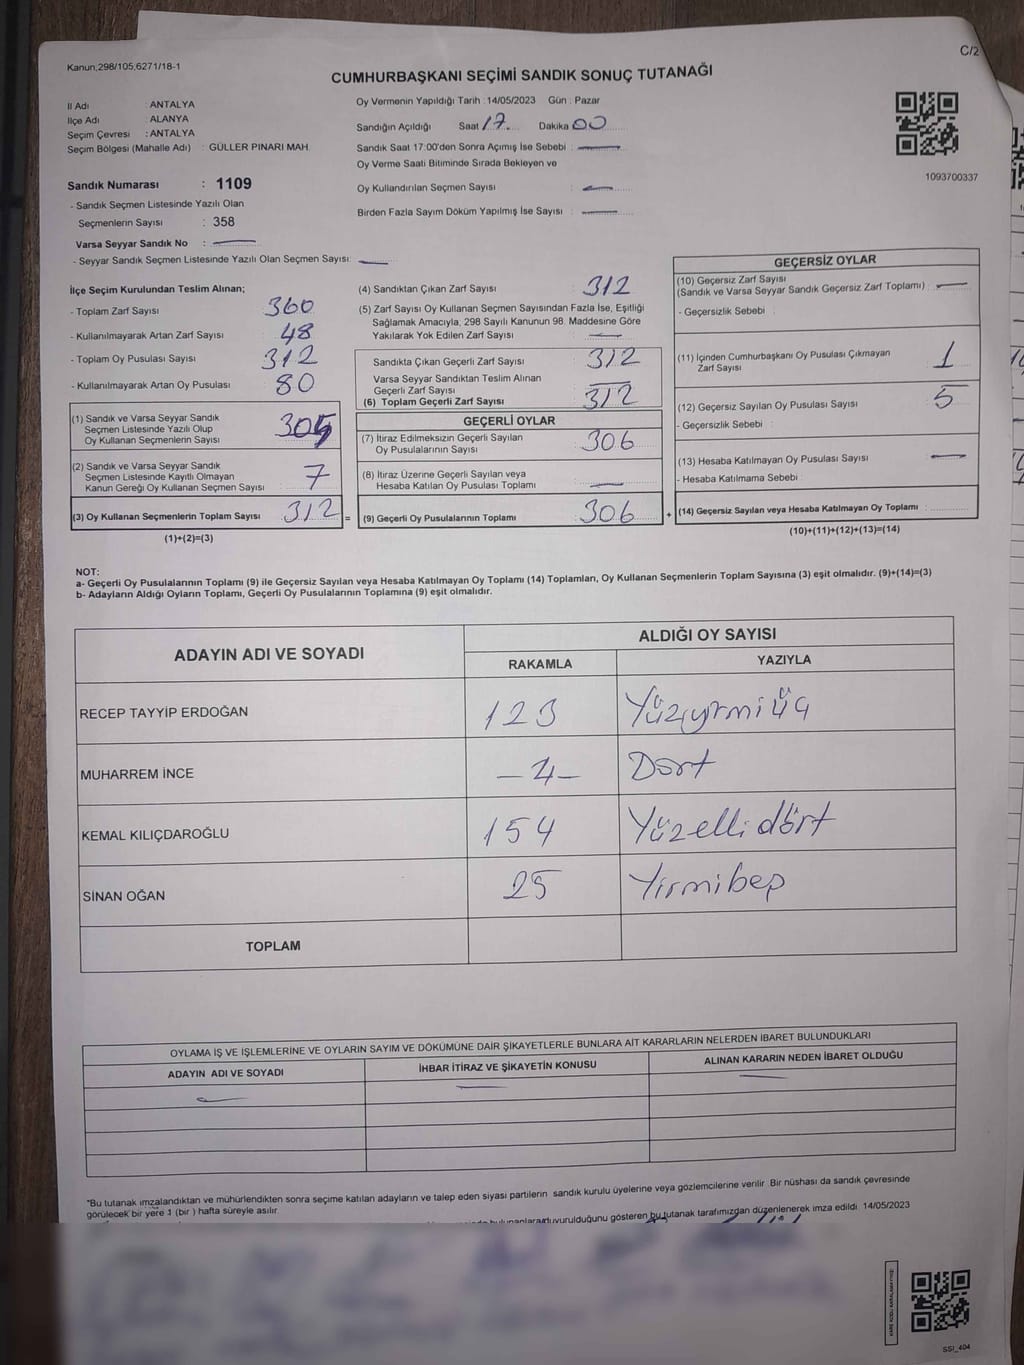 Kanun;298/105,6271/18-1
C/2
CUMHURBAŞKANI SEÇİMİ SANDIK SONUÇ TUTANAĞI
İl Adı : ANTALYA
İlçe Adı : ALANYA
Seçim Çevresi : ANTALYA
Seçim Bölgesi (Mahalle Adı) : GÜLLER PINARI MAH.
Sandık Numarası : 1109
- Sandık Seçmen Listesinde Yazılı Olan
Seçmenlerin Sayısı : 358
Varsa Seyyar Sandık No : —
- Seyyar Sandık Seçmen Listesinde Yazılı Olan Seçmen Sayısı: —
Oy Vermenin Yapıldığı Tarih : 14/05/2023 Gün : Pazar
Sandığın Açıldığı Saat 17 Dakika 00
Sandık Saat 17:00'den Sonra Açımış İse Sebebi : —
Oy Verme Saati Bitiminde Sırada Bekleyen ve
Oy Kullandırılan Seçmen Sayısı : —
Birden Fazla Sayım Döküm Yapılmış İse Sayısı : —
1093700337
İlçe Seçim Kurulundan Teslim Alınan;
- Toplam Zarf Sayısı 360
- Kullanılmayarak Artan Zarf Sayısı 48
- Toplam Oy Pusulası Sayısı 312
- Kullanılmayarak Artan Oy Pusulası 80
(1) Sandık ve Varsa Seyyar Sandık
Seçmen Listesinde Yazılı Olup
Oy Kullanan Seçmenlerin Sayısı 305
(2) Sandık ve Varsa Seyyar Sandık
Seçmen Listesinde Kayıtlı Olmayan
Kanun Gereği Oy Kullanan Seçmen Sayısı 7
(3) Oy Kullanan Seçmenlerin Toplam Sayısı 312 =
(1)+(2)=(3)
(4) Sandıktan Çıkan Zarf Sayısı 312
(5) Zarf Sayısı Oy Kullanan Seçmen Sayısından Fazla İse, Eşitliği
Sağlamak Amacıyla, 298 Sayılı Kanunun 98. Maddesine Göre
Yakılarak Yok Edilen Zarf Sayısı —
Sandıkta Çıkan Geçerli Zarf Sayısı 312
Varsa Seyyar Sandıktan Teslim Alınan
Geçerli Zarf Sayısı —
(6) Toplam Geçerli Zarf Sayısı 312
GEÇERLİ OYLAR
(7) İtiraz Edilmeksizin Geçerli Sayılan
Oy Pusulalarının Sayısı 306
(8) İtiraz Üzerine Geçerli Sayılan veya
Hesaba Katılan Oy Pusulası Toplamı —
(9) Geçerli Oy Pusulalarının Toplamı 306 +
GEÇERSİZ OYLAR
(10) Geçersiz Zarf Sayısı
(Sandık ve Varsa Seyyar Sandık Geçersiz Zarf Toplamı) : —
- Geçersizlik Sebebi :
(11) İçinden Cumhurbaşkanı Oy Pusulası Çıkmayan
Zarf Sayısı 1
(12) Geçersiz Sayılan Oy Pusulası Sayısı 5
- Geçersizlik Sebebi :
(13) Hesaba Katılmayan Oy Pusulası Sayısı —
- Hesaba Katılmama Sebebi
(14) Geçersiz Sayılan veya Hesaba Katılmayan Oy Toplamı :
(10)+(11)+(12)+(13)=(14)
NOT:
a- Geçerli Oy Pusulalarının Toplamı (9) ile Geçersiz Sayılan veya Hesaba Katılmayan Oy Toplamı (14) Toplamları, Oy Kullanan Seçmenlerin Toplam Sayısına (3) eşit olmalıdır. (9)+(14)=(3)
b- Adayların Aldığı Oyların Toplamı, Geçerli Oy Pusulalarının Toplamına (9) eşit olmalıdır.
ADAYIN ADI VE SOYADI ALDIĞI OY SAYISI
RAKAMLA YAZIYLA
RECEP TAYYİP ERDOĞAN 123 Yüzyirmi üç
MUHARREM İNCE -4- Dört
KEMAL KILIÇDAROĞLU 154 Yüzelli dört
SİNAN OĞAN 25 Yirmibeş
TOPLAM
OYLAMA İŞ VE İŞLEMLERİNE VE OYLARIN SAYIM VE DÖKÜMÜNE DAİR ŞİKAYETLERLE BUNLARA AİT KARARLARIN NELERDEN İBARET BULUNDUKLARI
ADAYIN ADI VE SOYADI İHBAR İTİRAZ VE ŞİKAYETİN KONUSU ALINAN KARARIN NEDEN İBARET OLDUĞU
— — —
"Bu tutanak imzalandıktan ve mühürlendikten sonra seçime katılan adayların ve talep eden siyasi partilerin sandık kurulu üyelerine veya gözlemcilerine verilir. Bir nüshası da sandık çevresinde
görülecek bir yere 1 (bir ) hafta süreyle asılır.
duyurulduğunu gösteren bu tutanak tarafımızdan düzenlenerek imza edildi. 14/05/2023
KARE KODU KARALAMAYINIZ!
SSI_404